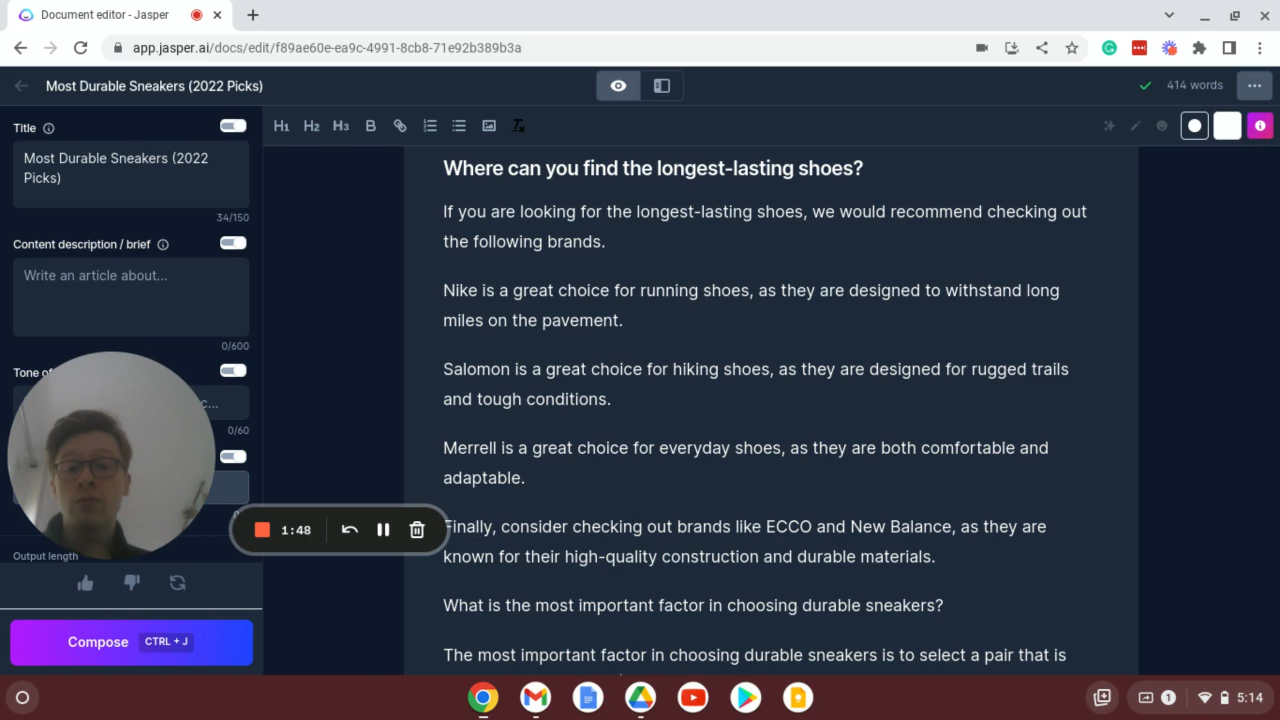 Document editor - Jasper
app.jasper.ai/docs/edit/f89ae60e-ea9c-4991-8cb8-71e92b389b3a
Most Durable Sneakers (2022 Picks)
414 words
Title
H1 H2 H3 B
Most Durable Sneakers (2022
Picks)
34/150
Content description / brief
Write an article about...
0/600
Tone of
c...
0/60
Output length
Compose CTRL + J
Where can you find the longest-lasting shoes?
If you are looking for the longest-lasting shoes, we would recommend checking out
the following brands.
Nike is a great choice for running shoes, as they are designed to withstand long
miles on the pavement.
Salomon is a great choice for hiking shoes, as they are designed for rugged trails
and tough conditions.
Merrell is a great choice for everyday shoes, as they are both comfortable and
adaptable.
Finally, consider checking out brands like ECCO and New Balance, as they are
known for their high-quality construction and durable materials.
What is the most important factor in choosing durable sneakers?
The most important factor in choosing durable sneakers is to select a pair that is
1:48
1
5:14